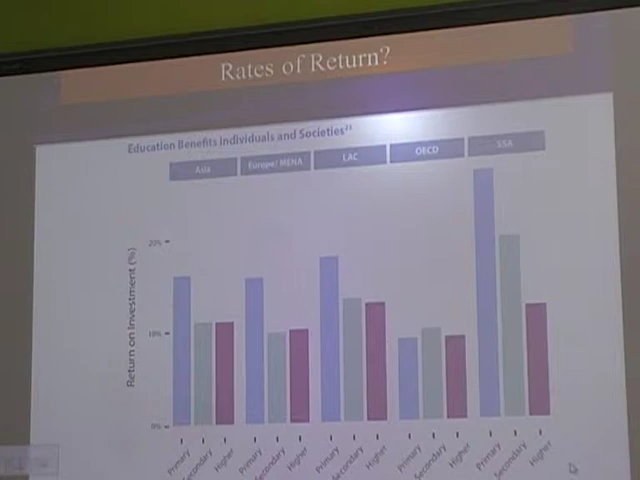 Rates of Return?
Education Benefits Individuals and Societies²³
Asia Europe/ MENA LAC OECD SSA
Return on Investment (%)
20%
10%
0%
Primary Secondary Higher Primary Secondary Higher Primary Secondary Higher Primary Secondary Higher Primary Secondary Higher